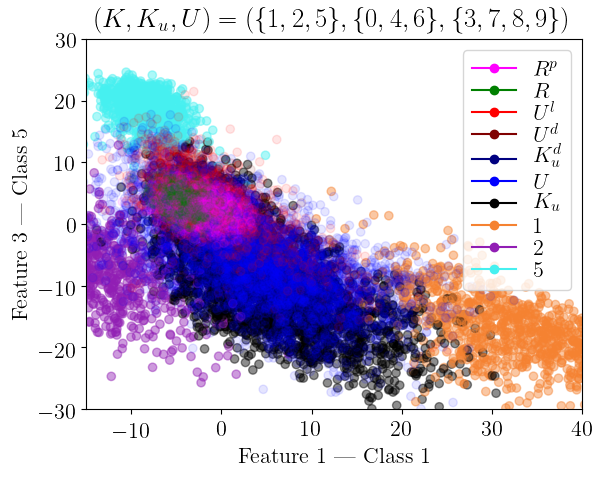 (K, K_u, U) = ({1, 2, 5}, {0, 4, 6}, {3, 7, 8, 9})
30
20
10
0
−10
−20
−30
Feature 3 — Class 5
R^p
R
U^l
U^d
K_u^d
U
K_u
1
2
5
−10
0
10
20
30
40
Feature 1 — Class 1